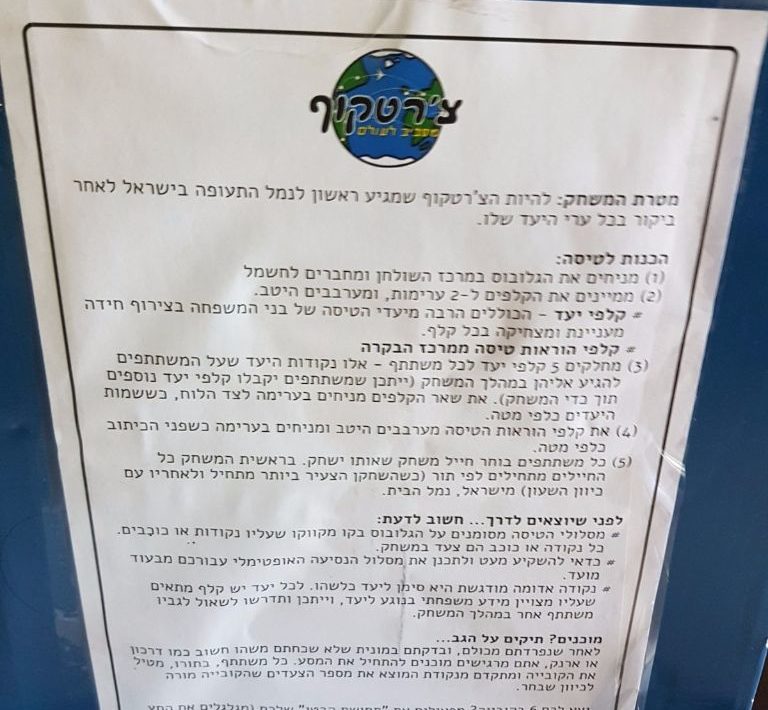 צ'רטקוף
מסביב לעולם
מטרת המשחק: להיות הצ'רטקוף שמגיע ראשון לנמל התעופה בישראל לאחר
ביקור בכל ערי היעד שלו.
הכנות לטיסה:
(1) מניחים את הגלובוס במרכז השולחן ומחברים לחשמל
(2) ממיינים את הקלפים ל-2 ערימות, ומערבבים היטב.
# קלפי יעד - הכוללים הרבה מיעדי הטיסה של בני המשפחה בצירוף חידה
מעניינת ומצחיקה בכל קלף.
# קלפי הוראות טיסה ממרכז הבקרה
(3) מחלקים 5 קלפי יעד לכל משתתף - אלו נקודות היעד שעל המשתתפים
להגיע אליהן במהלך המשחק (ייתכן שמשתתפים יקבלו קלפי יעד נוספים
תוך כדי המשחק). את שאר הקלפים מניחים בערימה לצד הלוח, כששמות
היעדים כלפי מטה.
(4) את קלפי הוראות הטיסה מערבבים היטב ומניחים בערימה כשפני הכיתוב
כלפי מטה.
(5) כל משתתפים בוחר חייל משחק שאותו ישחק. בראשית המשחק כל
החיילים מתחילים לפי תור (כשהשחקן הצעיר ביותר מתחיל ולאחריו עם
כיוון השעון) מישראל, נמל הבית.
לפני שיוצאים לדרך... חשוב לדעת:
# מסלולי הטיסה מסומנים על הגלובוס בקו מקווקו שעליו נקודות או כוכבים.
כל נקודה או כוכב הם צעד במשחק.
# כדאי להשקיע מעט ולתכנן את מסלול הנסיעה האופטימלי עבורכם מבעוד
מועד.
# נקודה אדומה מודגשת היא סימן ליעד כלשהו. לכל יעד יש קלף מתאים
שעליו מצויין מידע משפחתי בנוגע ליעד, וייתכן ותדרשו לשאול לגביו
משתתף אחר במהלך המשחק.
מוכנים? תיקים על הגב...
לאחר שנפרדתם מכולם, ובדקתם במונית שלא שכחתם משהו חשוב כמו דרכון
או ארנק, אתם מרגישים מוכנים להתחיל את המסע. כל משתתף, בתורו, מטיל
את הקובייה ומתקדם מנקודת המוצא את מספר הצעדים שהקובייה מורה
לכיוון שבחר.